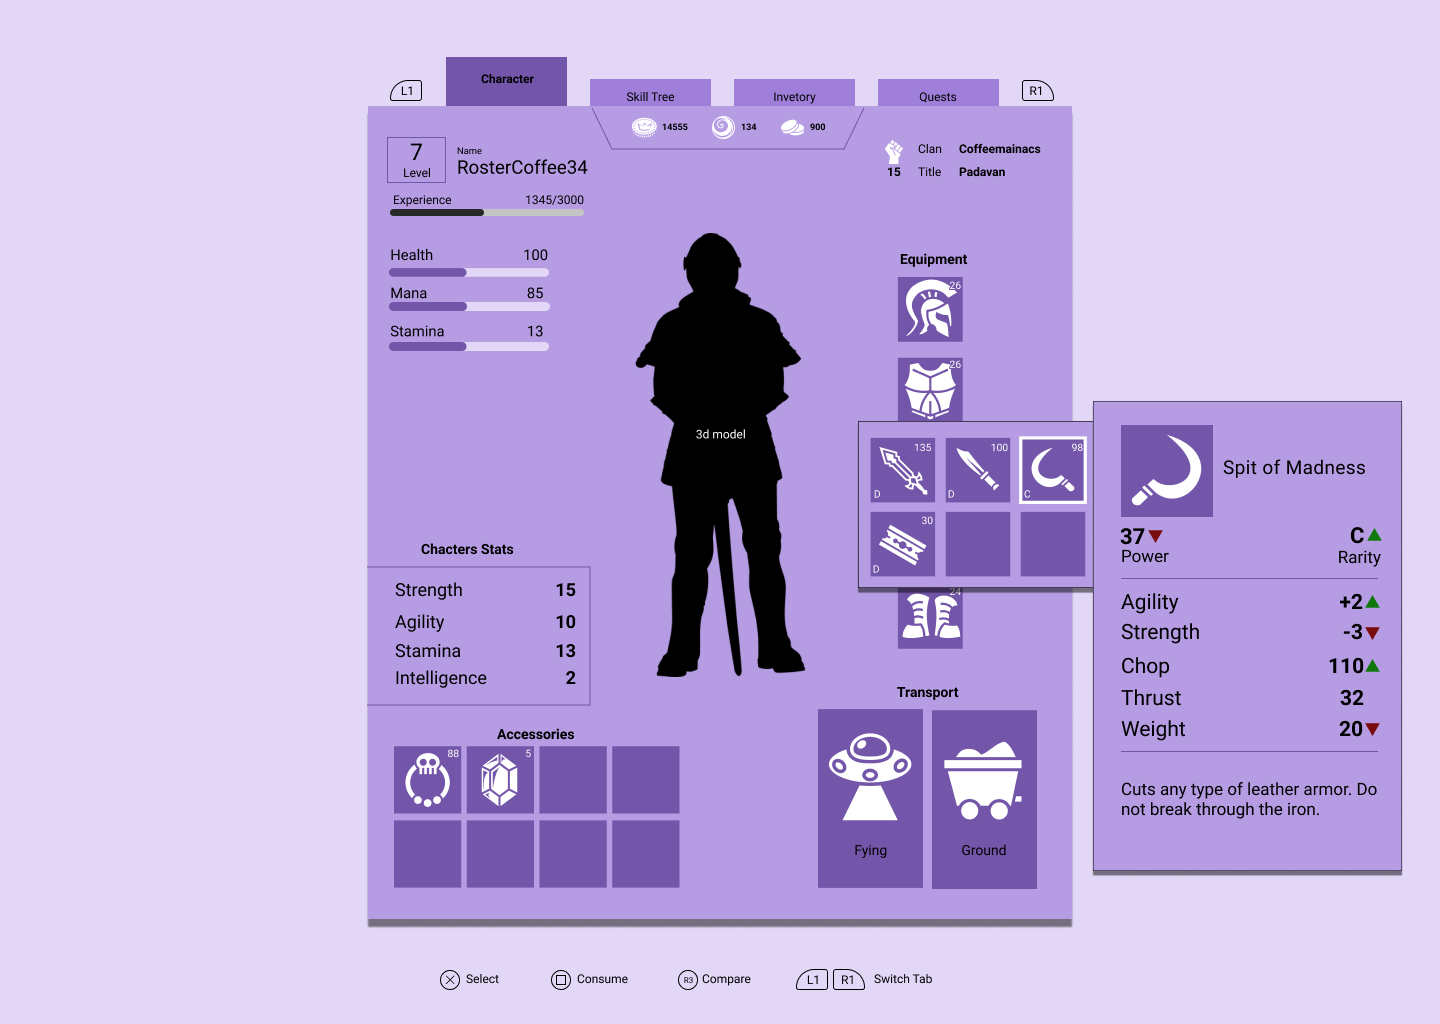 L1
Character
Skill Tree
Invetory
Quests
R1
14555
134
900
7
Level
Name
RosterCoffee34
Clan Coffeemainacs
15 Title Padavan
Experience 1345/3000
Health 100
Mana 85
Stamina 13
Equipment
26
26
3d model
135
D
100
D
98
C
30
D
24
Spit of Madness
37 C
Power Rarity
Agility +2
Strength -3
Chop 110
Thrust 32
Weight 20
Cuts any type of leather armor. Do
not break through the iron.
Chacters Stats
Strength 15
Agility 10
Stamina 13
Intelligence 2
Accessories
88
5
Transport
Fying
Ground
Select
Consume
R3 Compare
L1 R1 Switch Tab